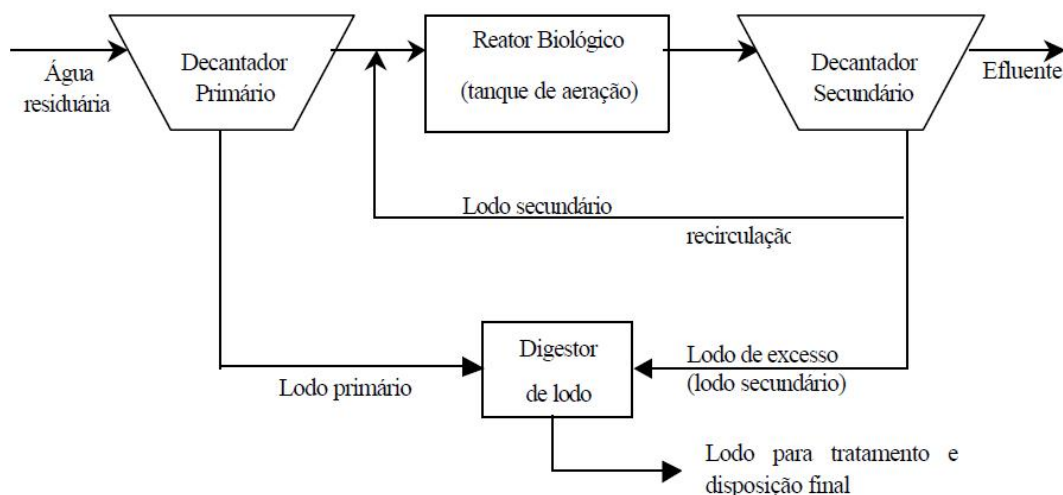 Água
residuária
Decantador
Primário
Reator Biológico
(tanque de aeração)
Decantador
Secundário
Efluente
Lodo secundário
recirculação
Lodo primário
Digestor
de lodo
Lodo de excesso
(lodo secundário)
Lodo para tratamento e
disposição final